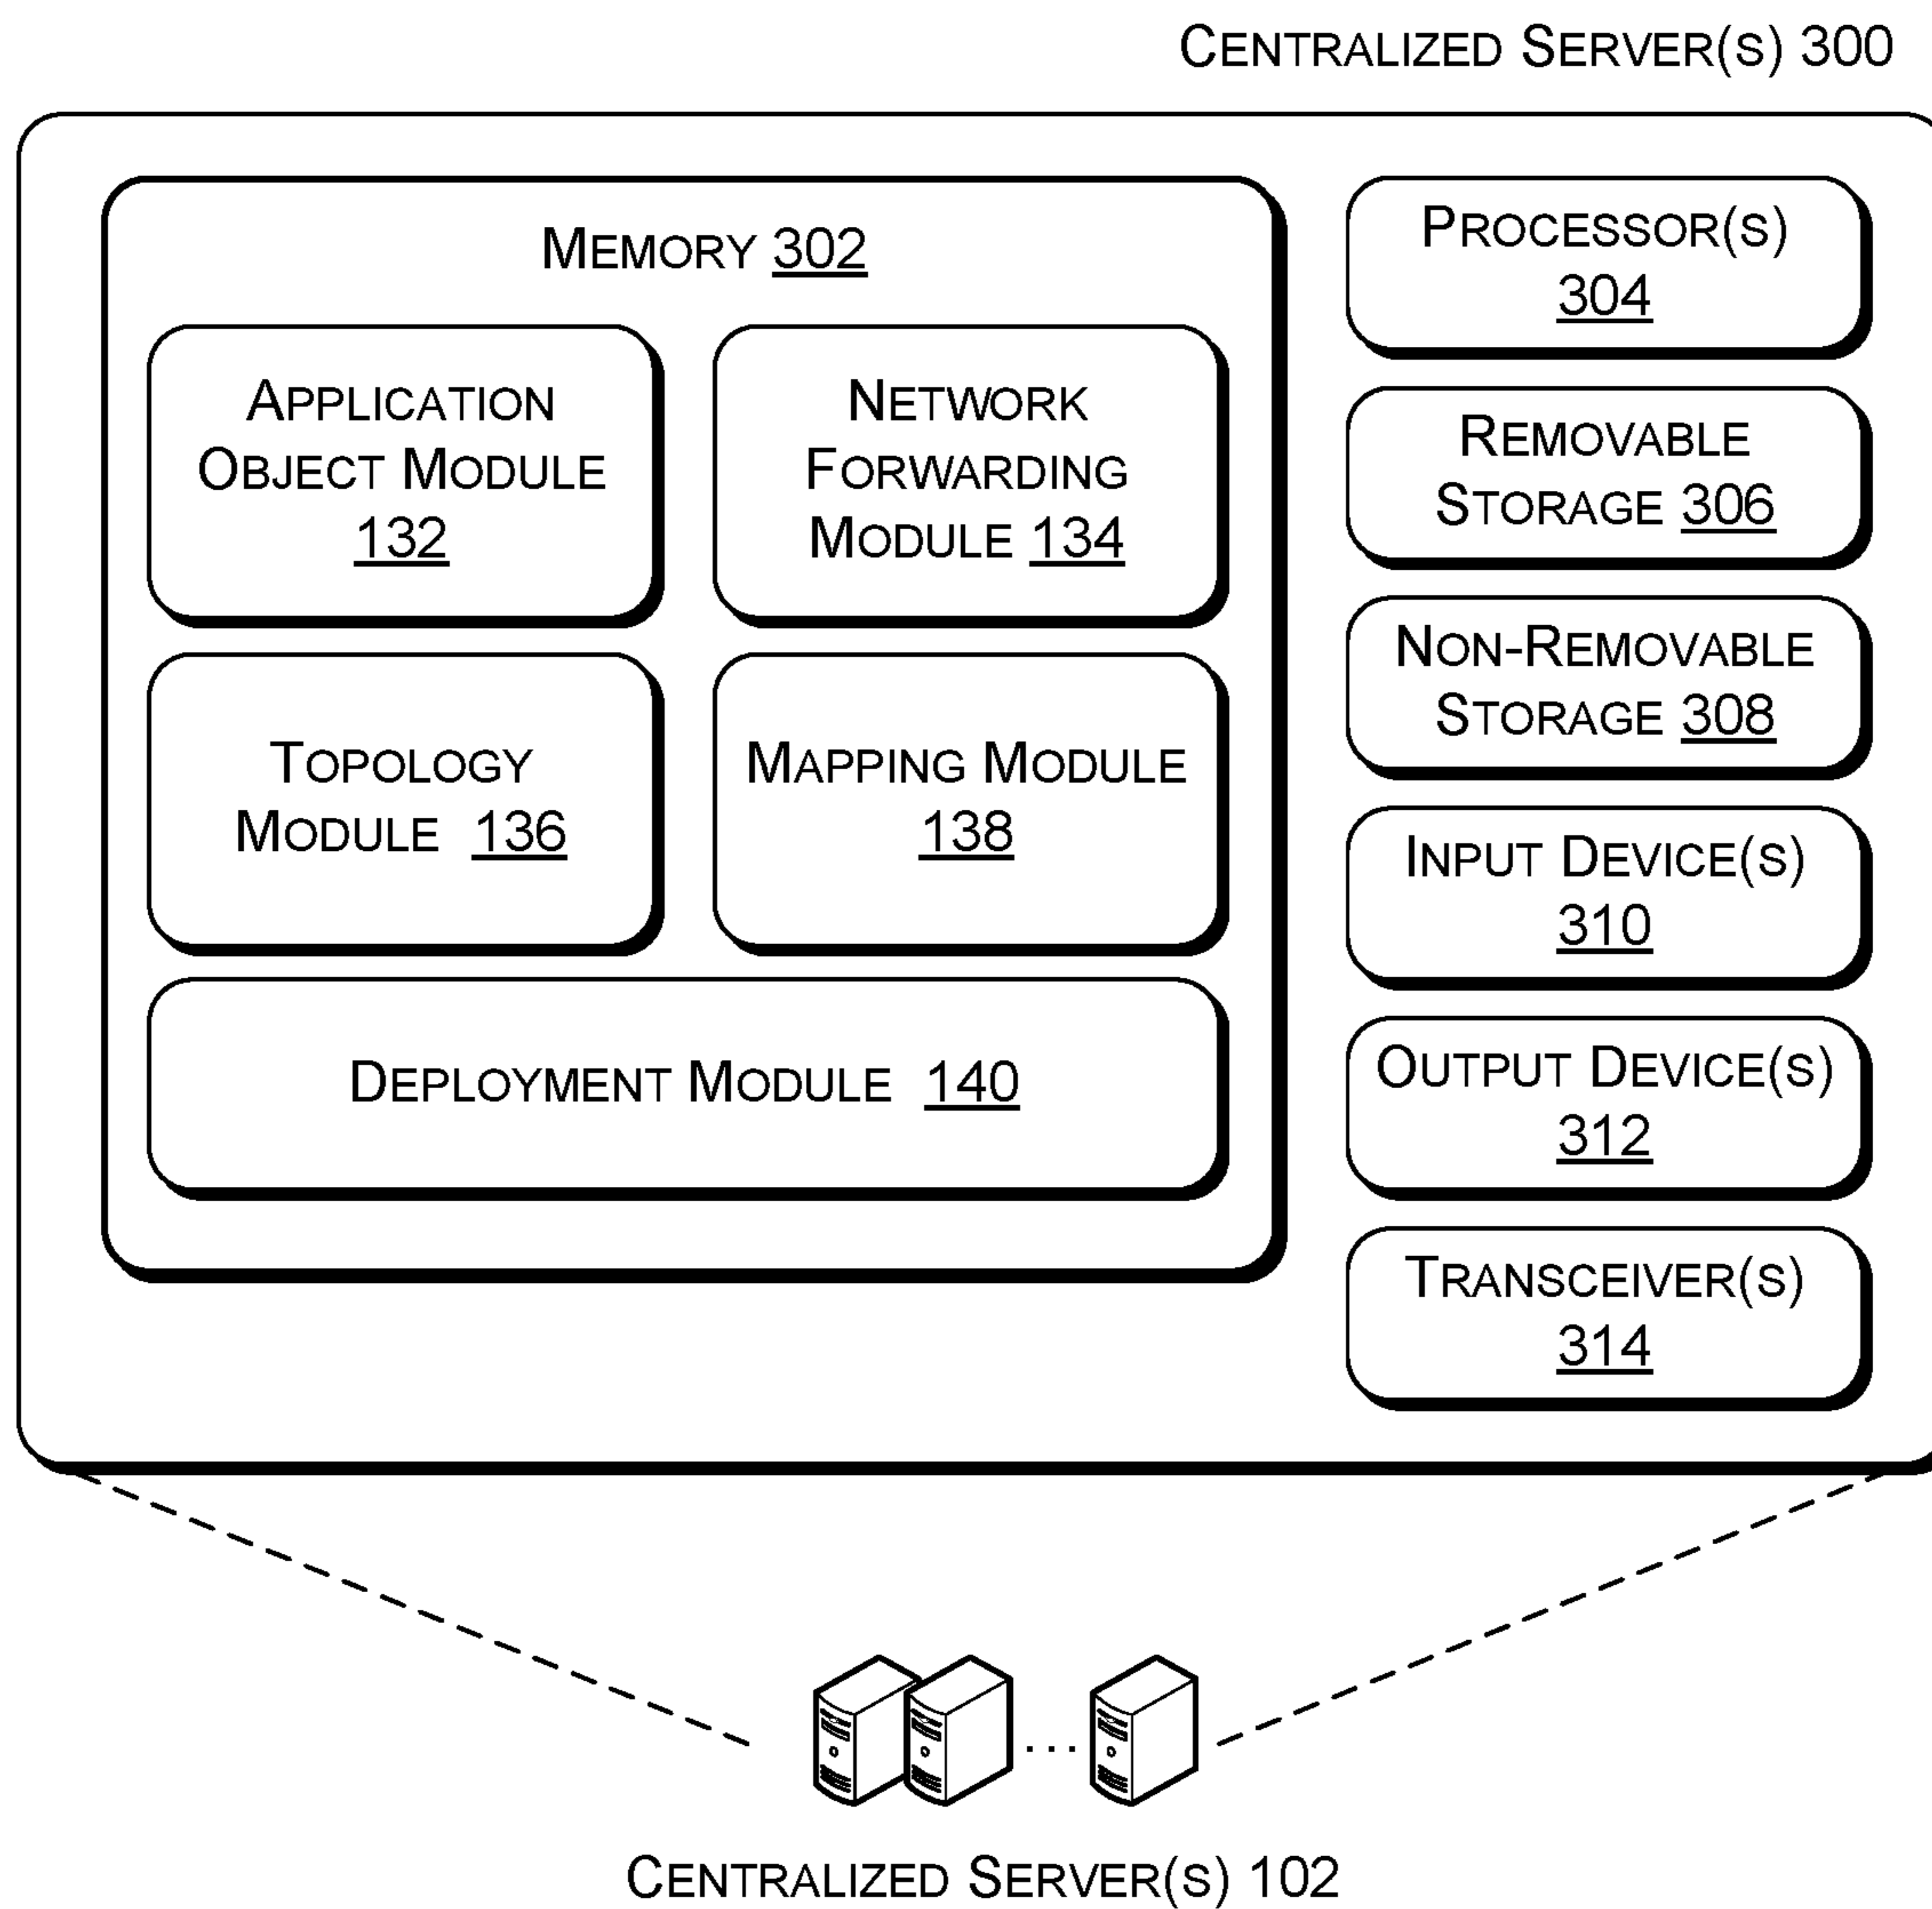 CENTRALIZED SERVER(S) 300
MEMORY 302
APPLICATION
OBJECT MODULE
132
NETWORK
FORWARDING
MODULE 134
TOPOLOGY
MODULE 136
MAPPING MODULE
138
DEPLOYMENT MODULE 140
PROCESSOR(S)
304
REMOVABLE
STORAGE 306
NON-REMOVABLE
STORAGE 308
INPUT DEVICE(S)
310
OUTPUT DEVICE(S)
312
TRANSCEIVER(S)
314
...
CENTRALIZED SERVER(S) 102